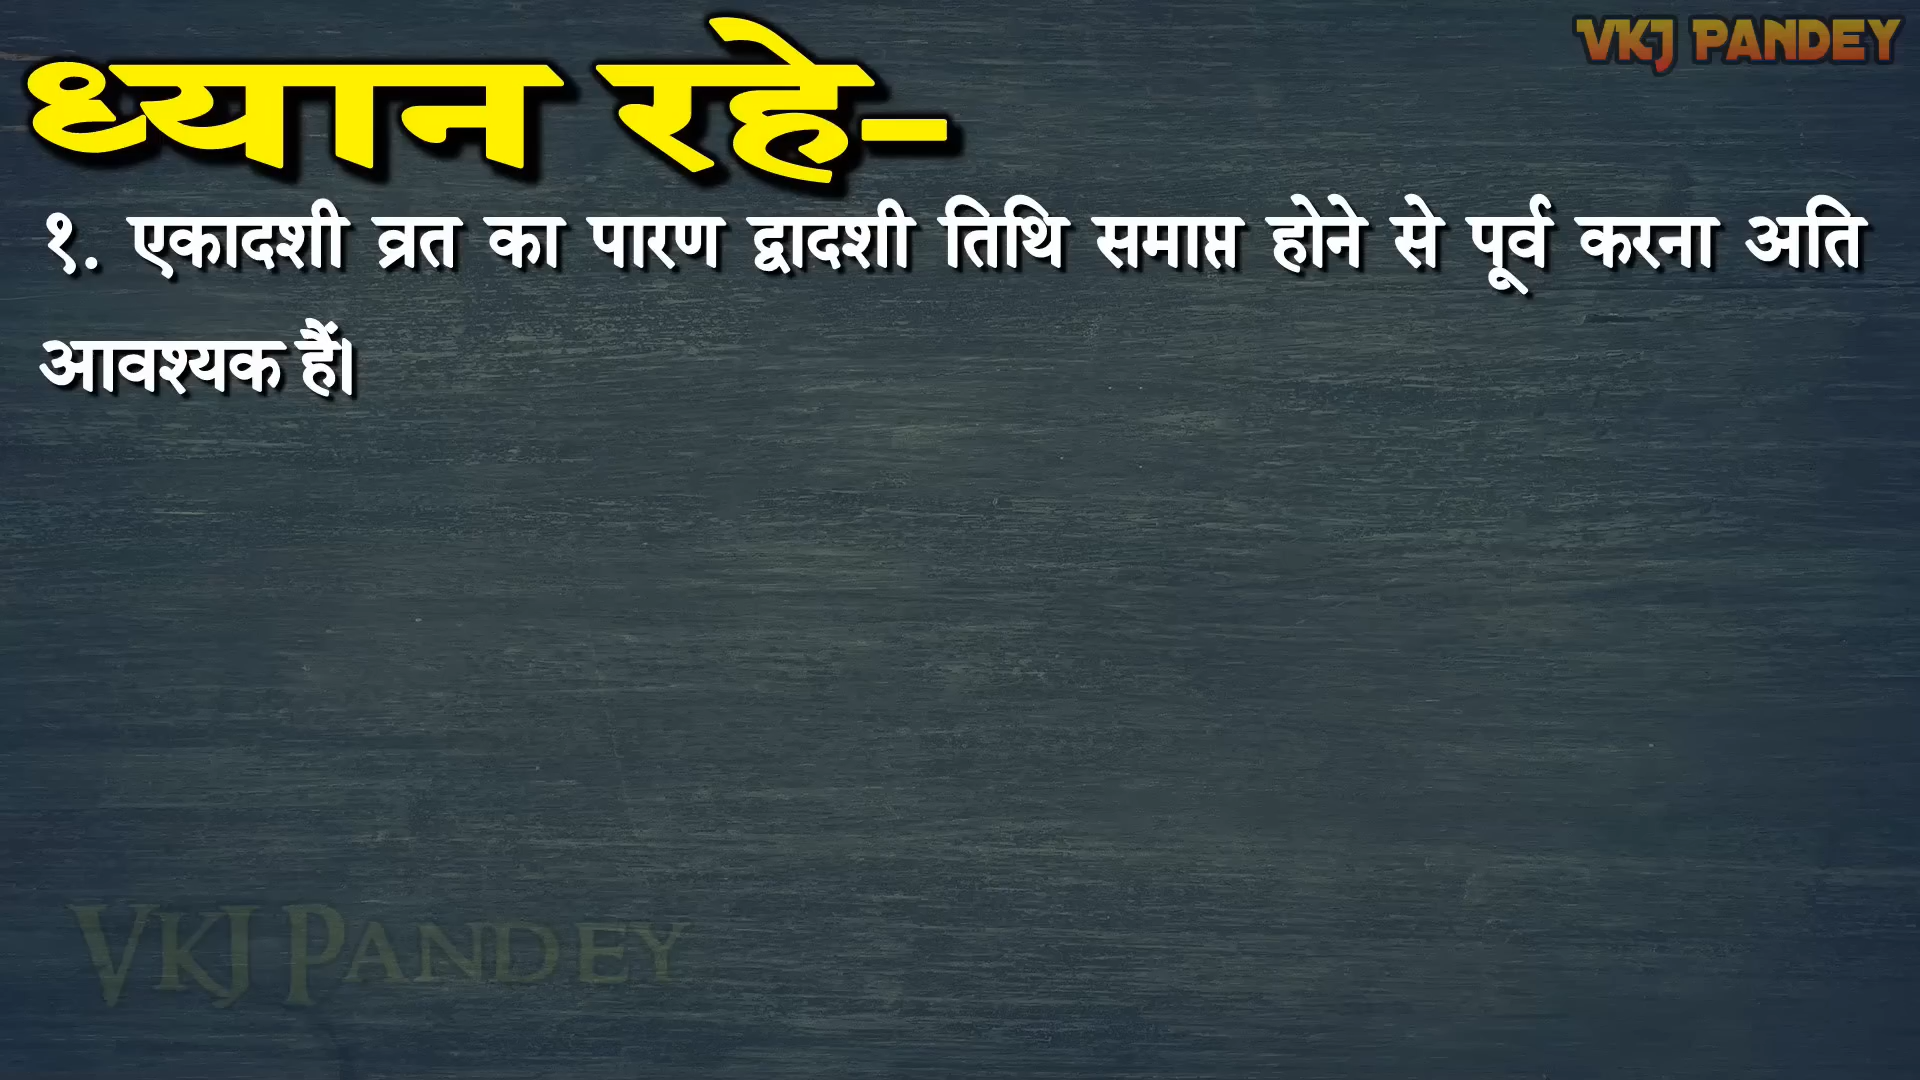 VKJ PANDEY
ध्यान रहे-
१. एकादशी व्रत का पारण द्वादशी तिथि समाप्त होने से पूर्व करना अति
आवश्यक हैं।
VKJ PANDEY